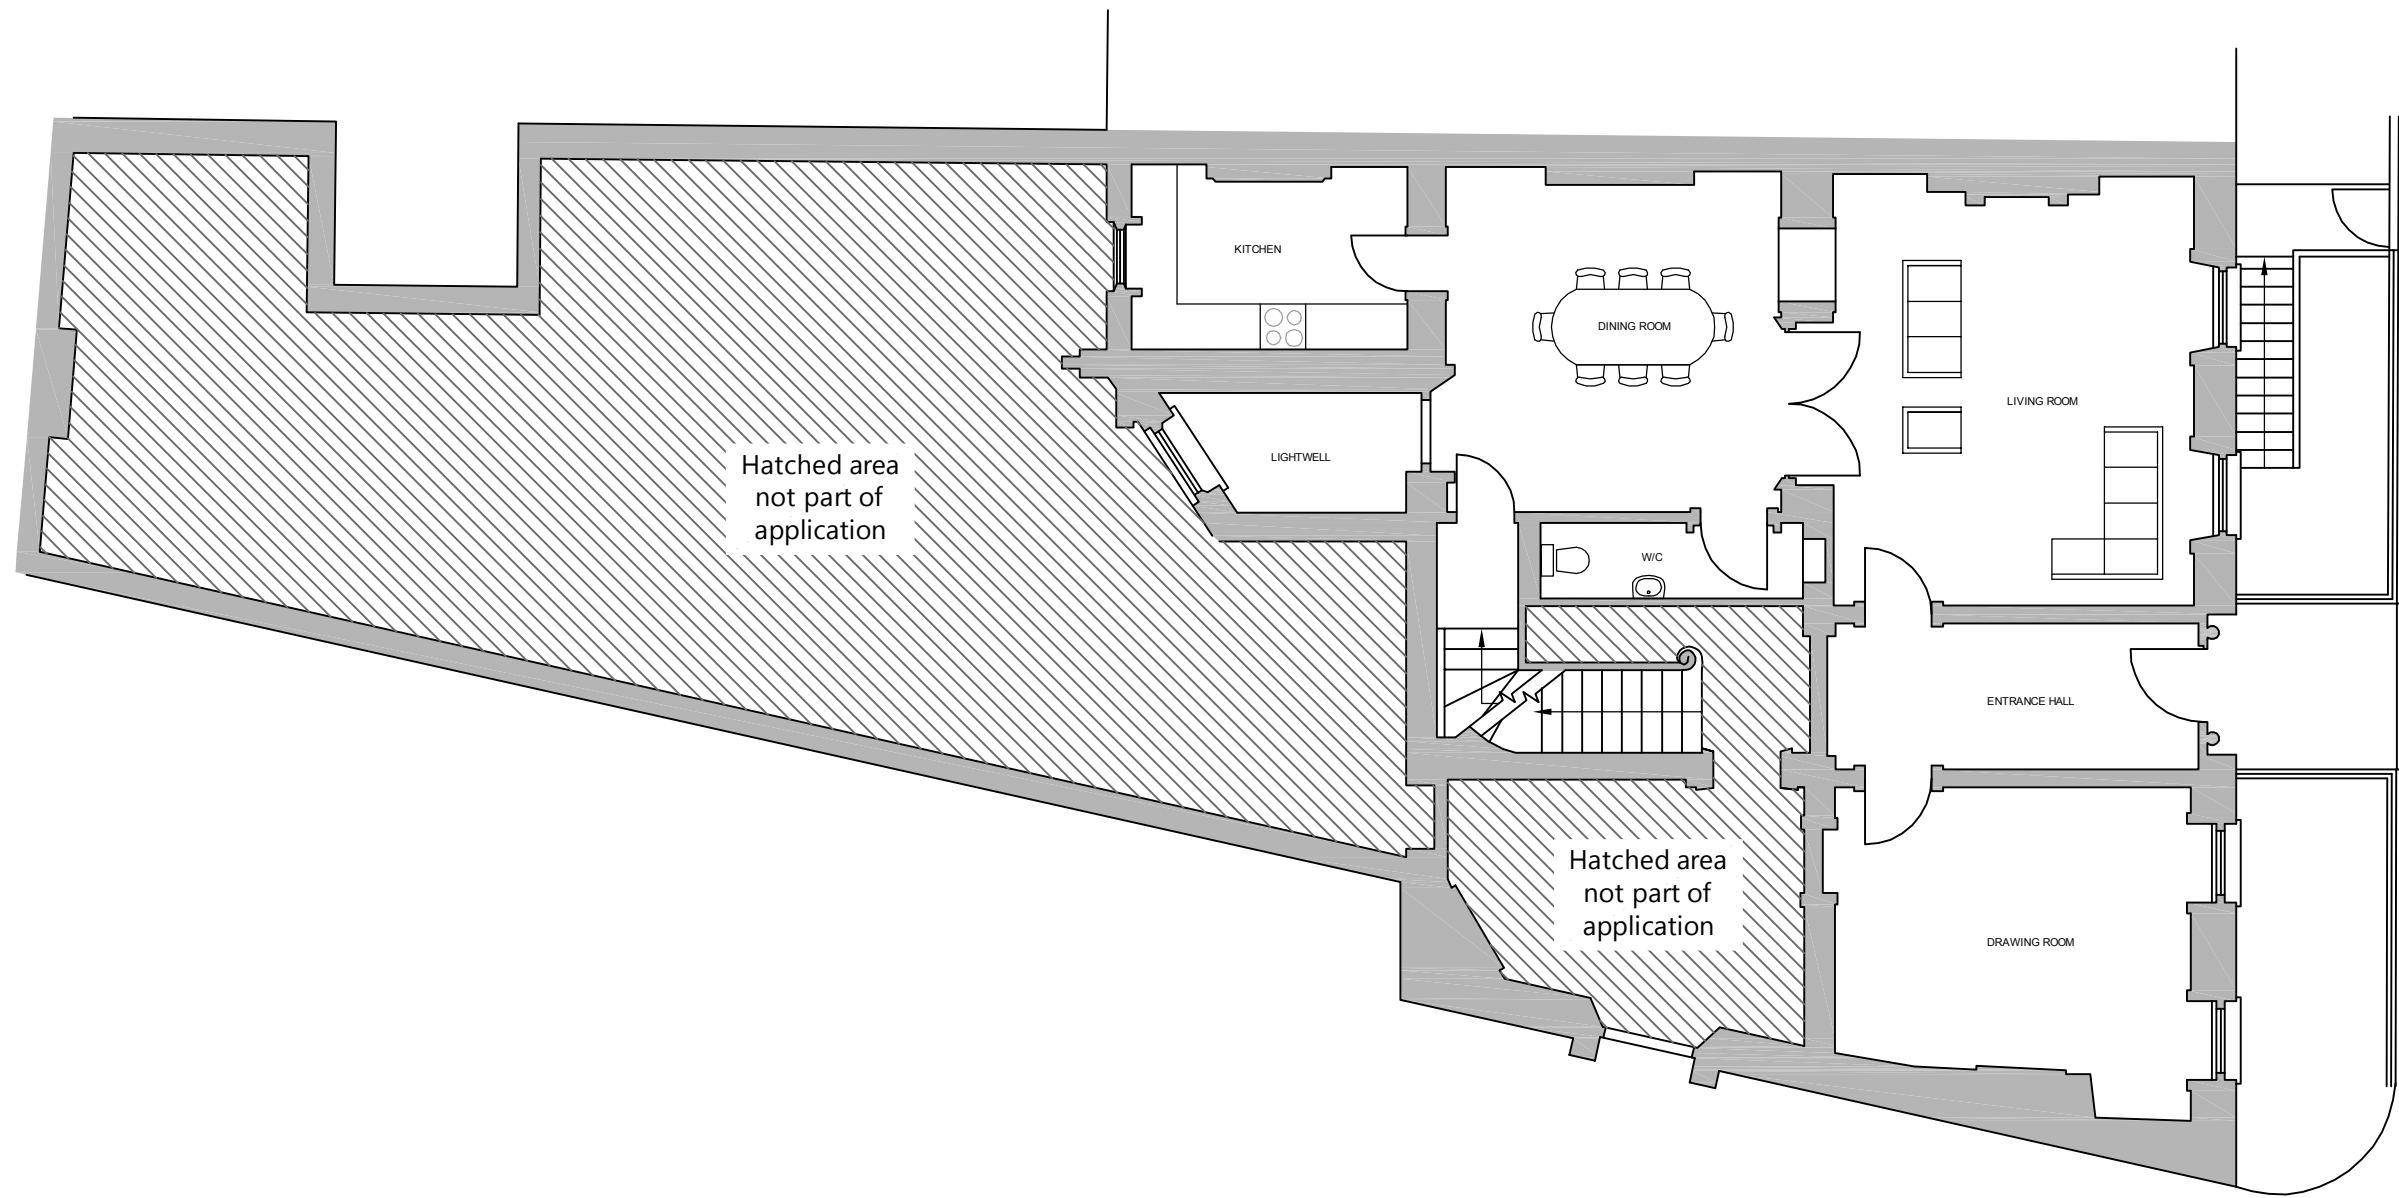 KITCHEN
DINING ROOM
LIVING ROOM
Hatched area
not part of
application
LIGHTWELL
W/C
ENTRANCE HALL
Hatched area
not part of
application
DRAWING ROOM